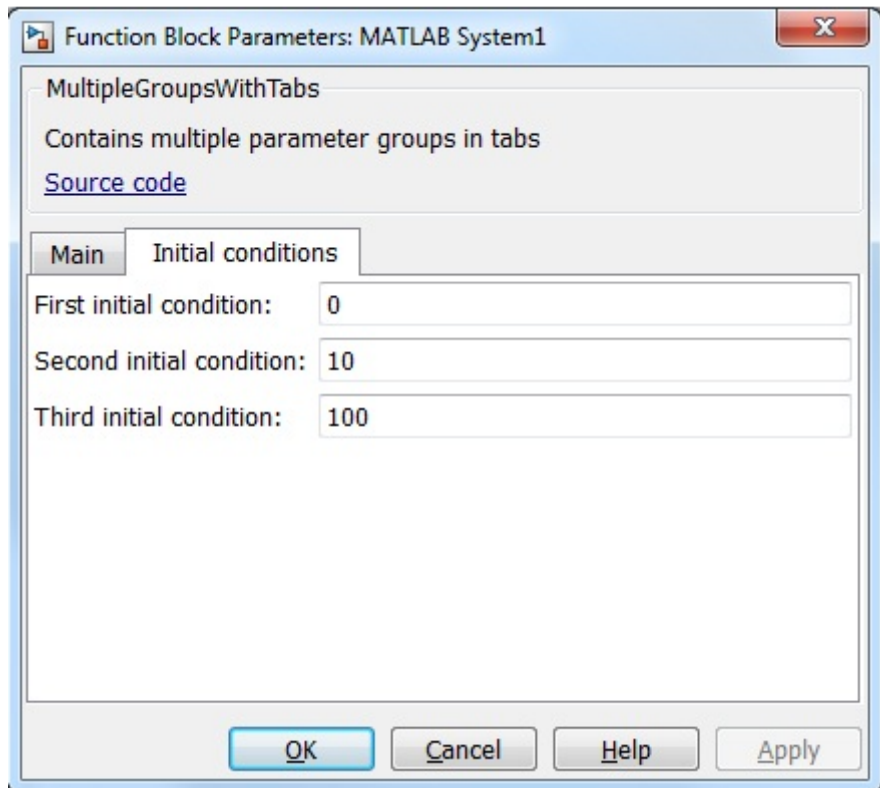 Function Block Parameters: MATLAB System1
MultipleGroupsWithTabs
Contains multiple parameter groups in tabs
Source code
Main Initial conditions
First initial condition: 0
Second initial condition: 10
Third initial condition: 100
OK Cancel Help Apply